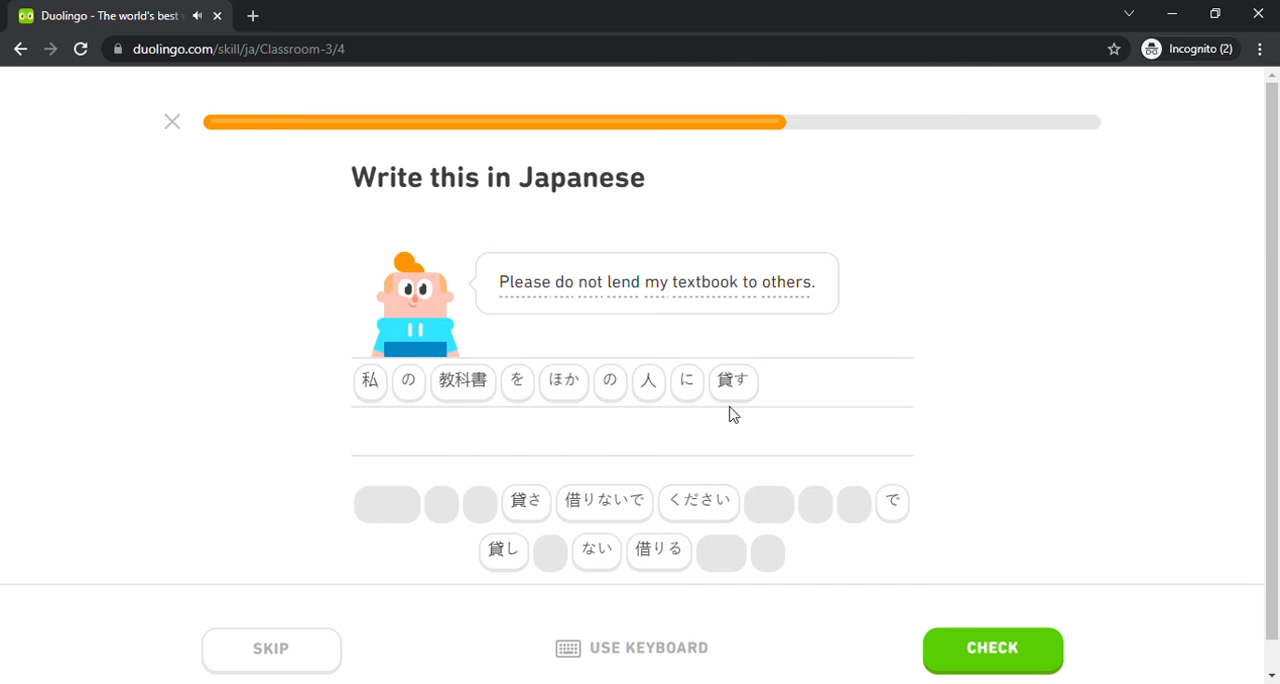 Duolingo - The world's best
duolingo.com/skill/ja/Classroom-3/4
Incognito (2)
Write this in Japanese
Please do not lend my textbook to others.
私 の 教科書 を ほか の 人 に 貸す
貸さ 借りないで ください で
貸し ない 借りる
SKIP
USE KEYBOARD
CHECK